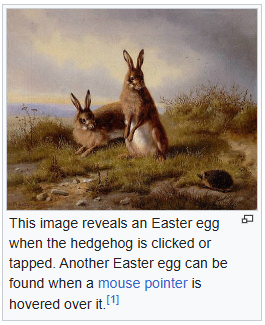 This image reveals an Easter egg
when the hedgehog is clicked or
tapped. Another Easter egg can be
found when a mouse pointer is
hovered over it.[1]